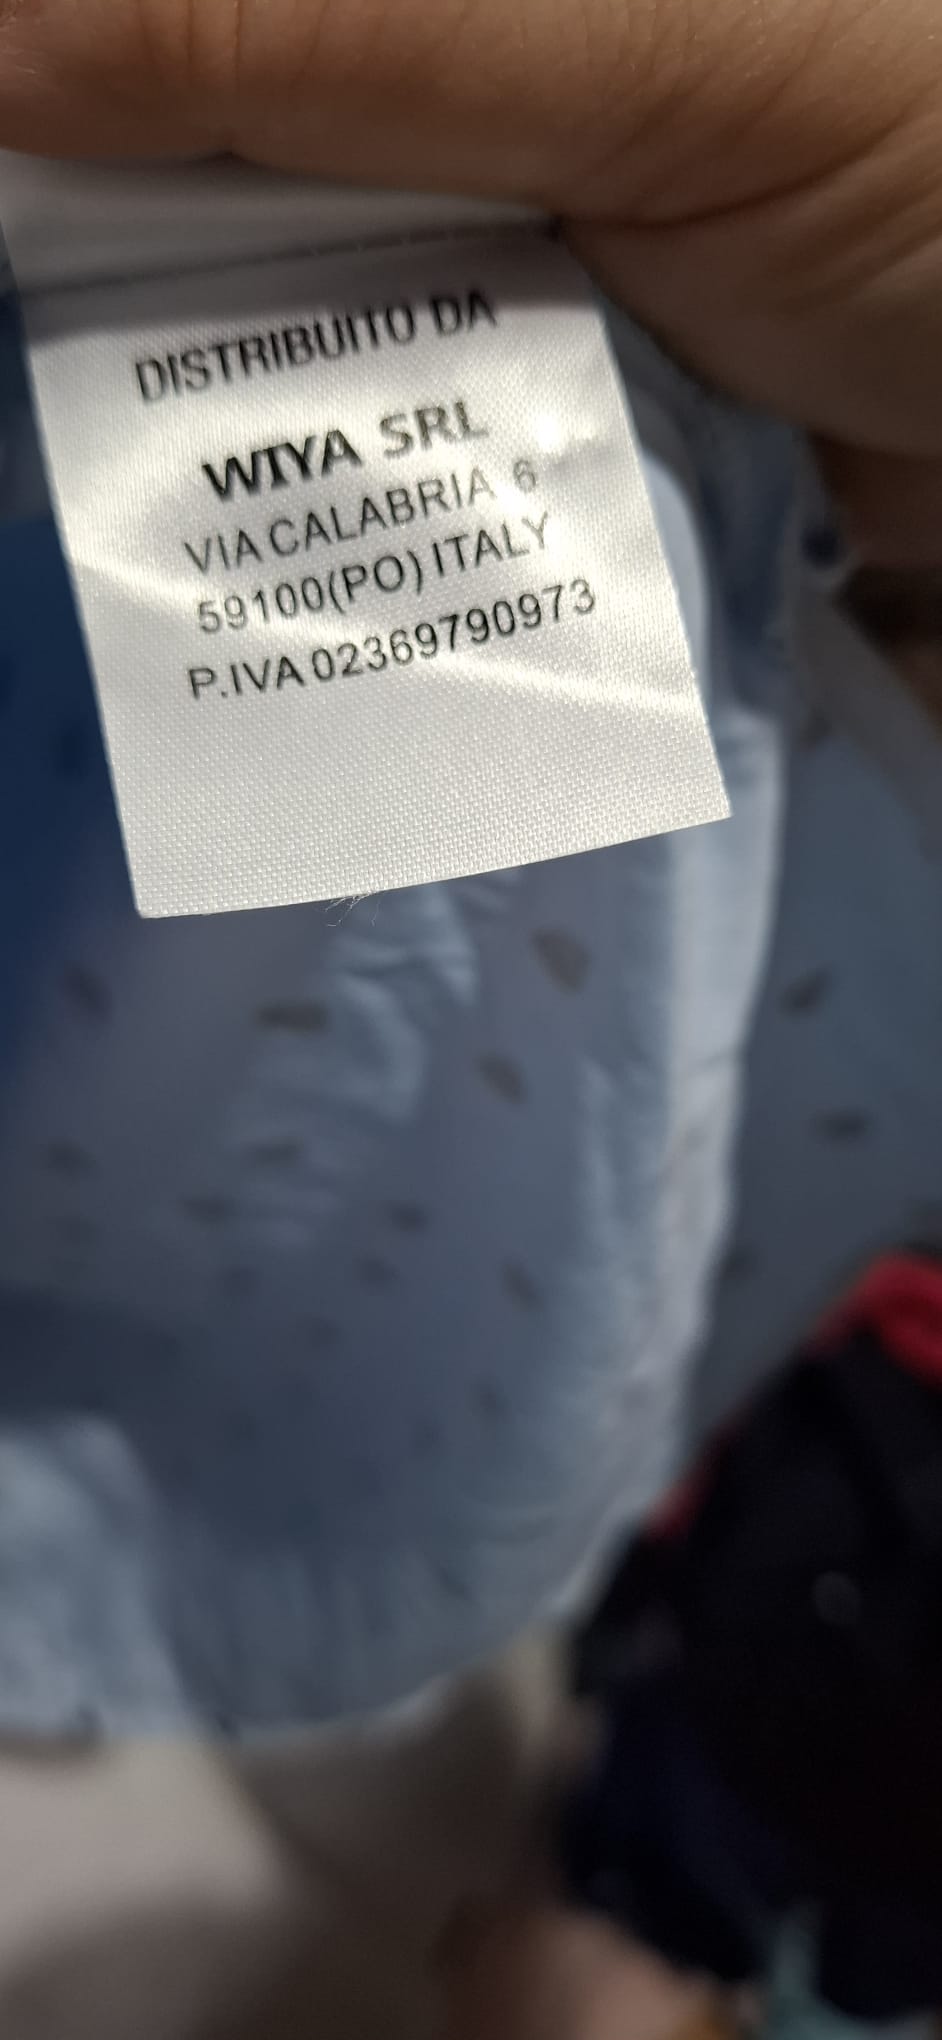 DISTRIBUITO DA
WIYA SRL
VIA CALABRIA 6
59100(PO) ITALY
P.IVA 02369790973